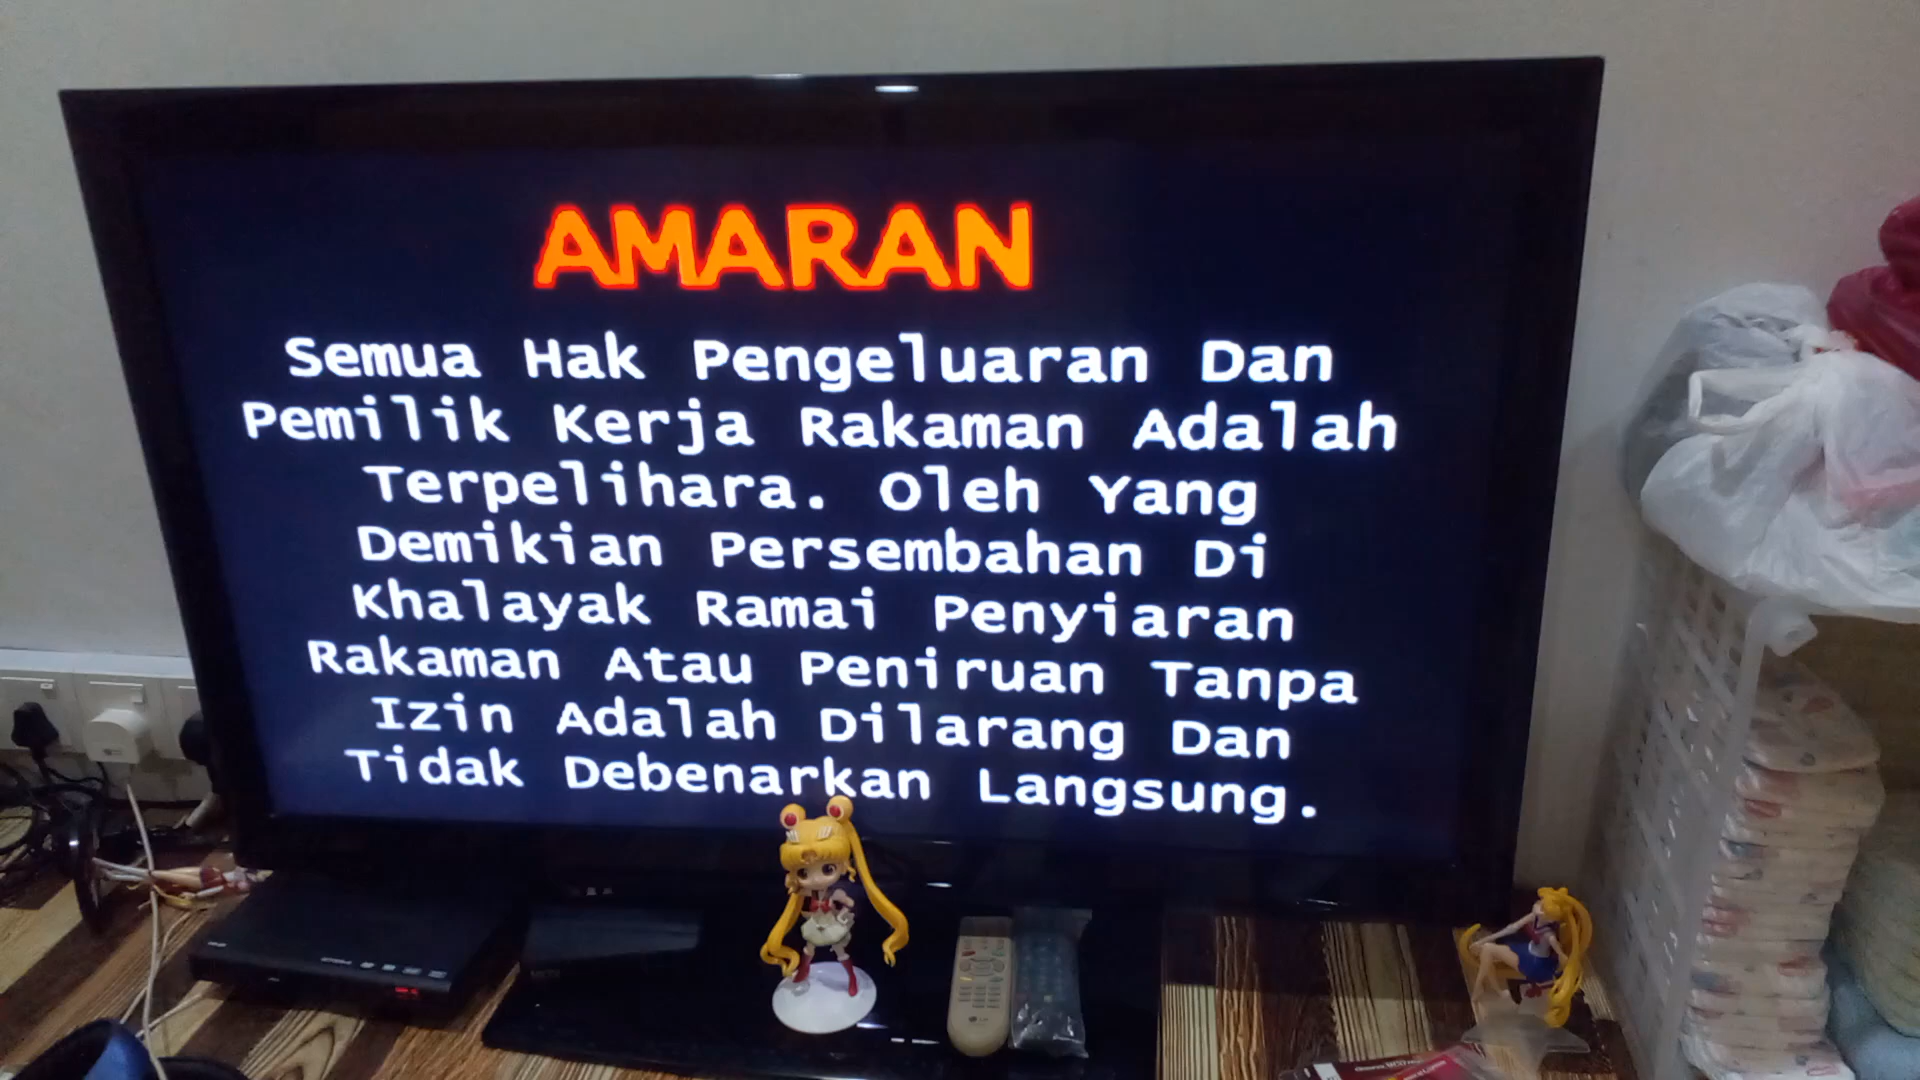 AMARAN
Semua Hak Pengeluaran Dan
Pemilik Kerja Rakaman Adalah
Terpelihara. Oleh Yang
Demikian Persembahan Di
Khalayak Ramai Penyiaran
Rakaman Atau Peniruan Tanpa
Izin Adalah Dilarang Dan
Tidak Debenarkan Langsung.